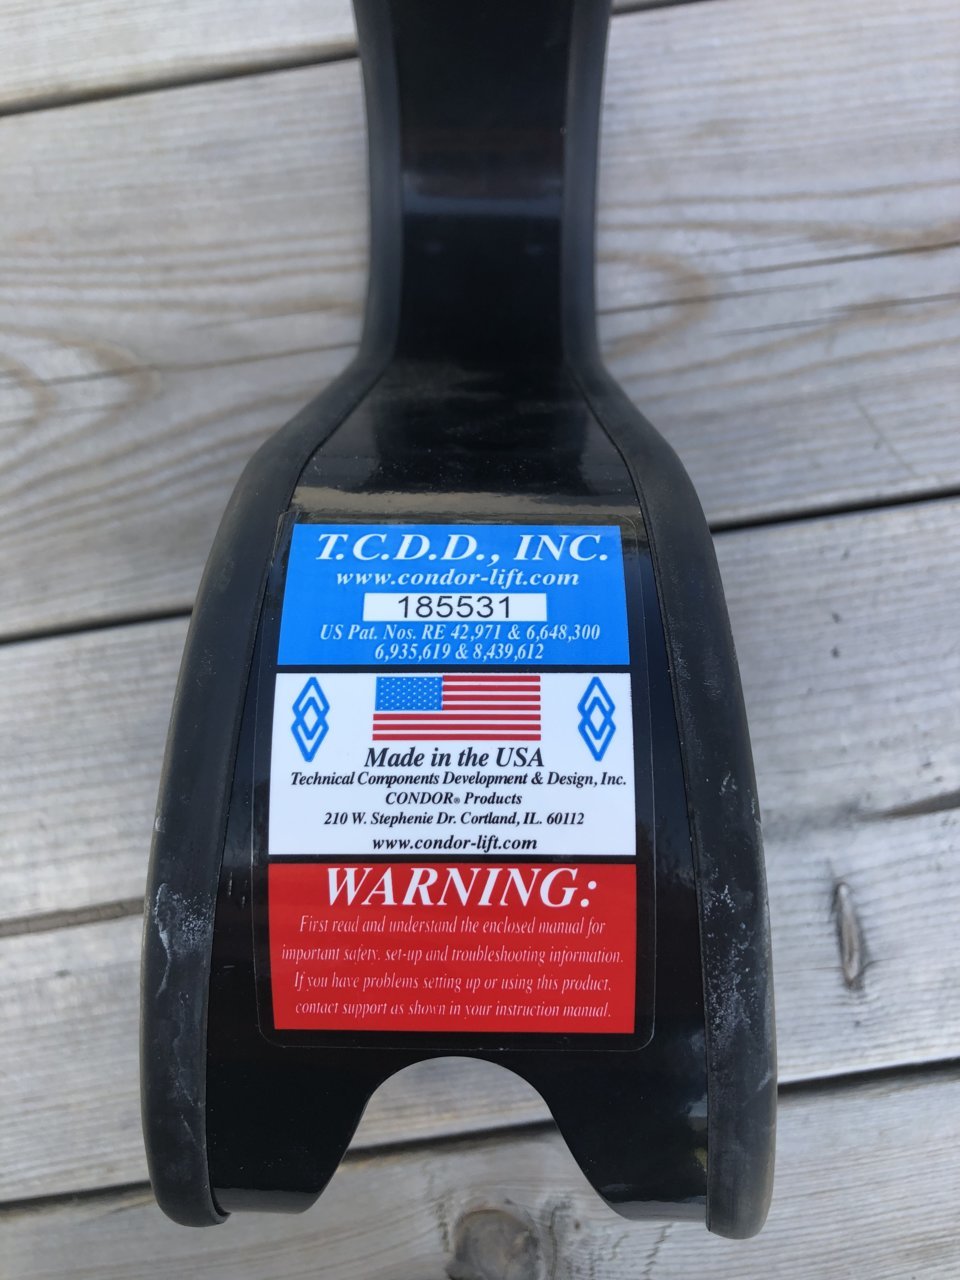 T.C.D.D., INC.
www.condor-lift.com
185531
US Pat. Nos. RE 42,971 & 6,648,300
6,935,619 & 8,439,612
Made in the USA
Technical Components Development & Design, Inc.
CONDOR® Products
210 W. Stephenie Dr. Cortland, IL. 60112
www.condor-lift.com
WARNING:
First read and understand the enclosed manual for
important safety, set-up and troubleshooting information.
If you have problems setting up or using this product,
contact support as shown in your instruction manual.